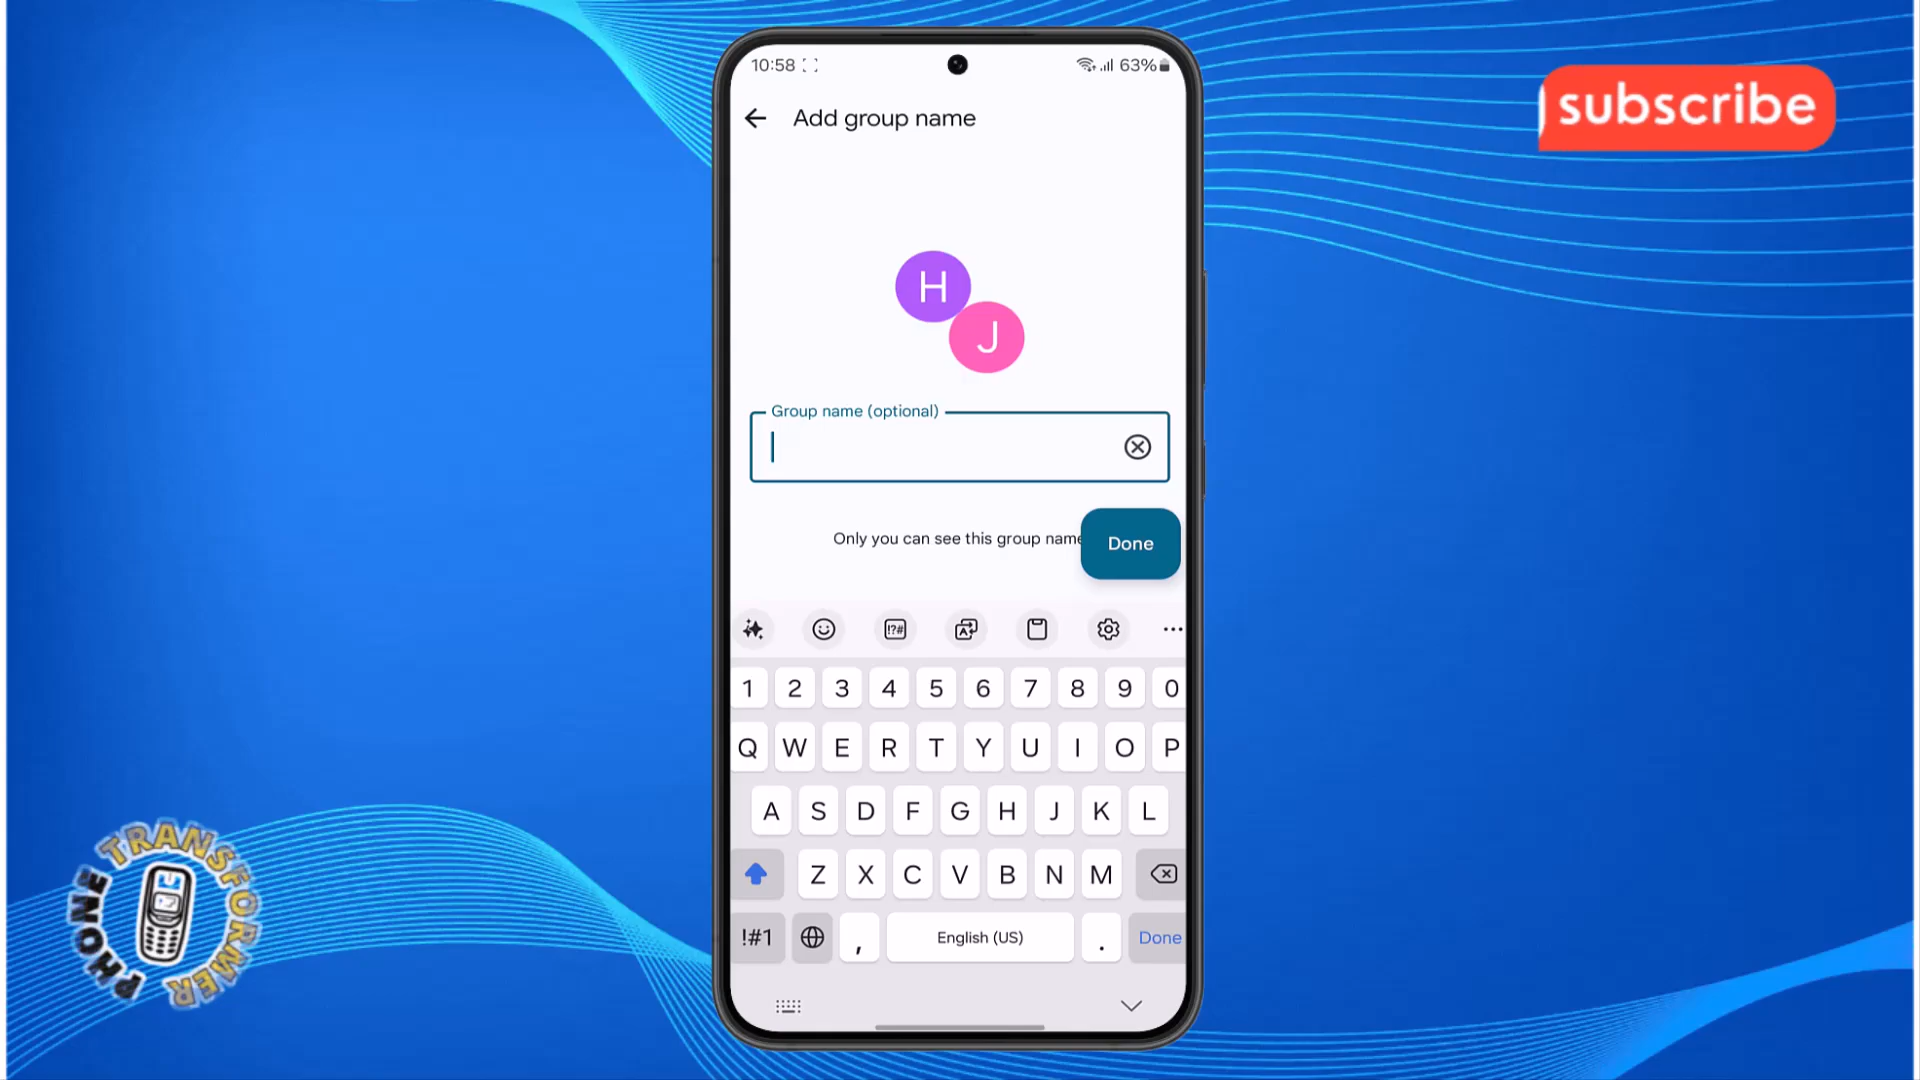 10:58
63%
subscribe
Add group name
H
J
Group name (optional)
Only you can see this group name
Done
!?#
A
1 2 3 4 5 6 7 8 9 0
Q W E R T Y U I O P
A S D F G H J K L
Z X C V B N M
!#1 , English (US) . Done
PHONE TRANSFORMER